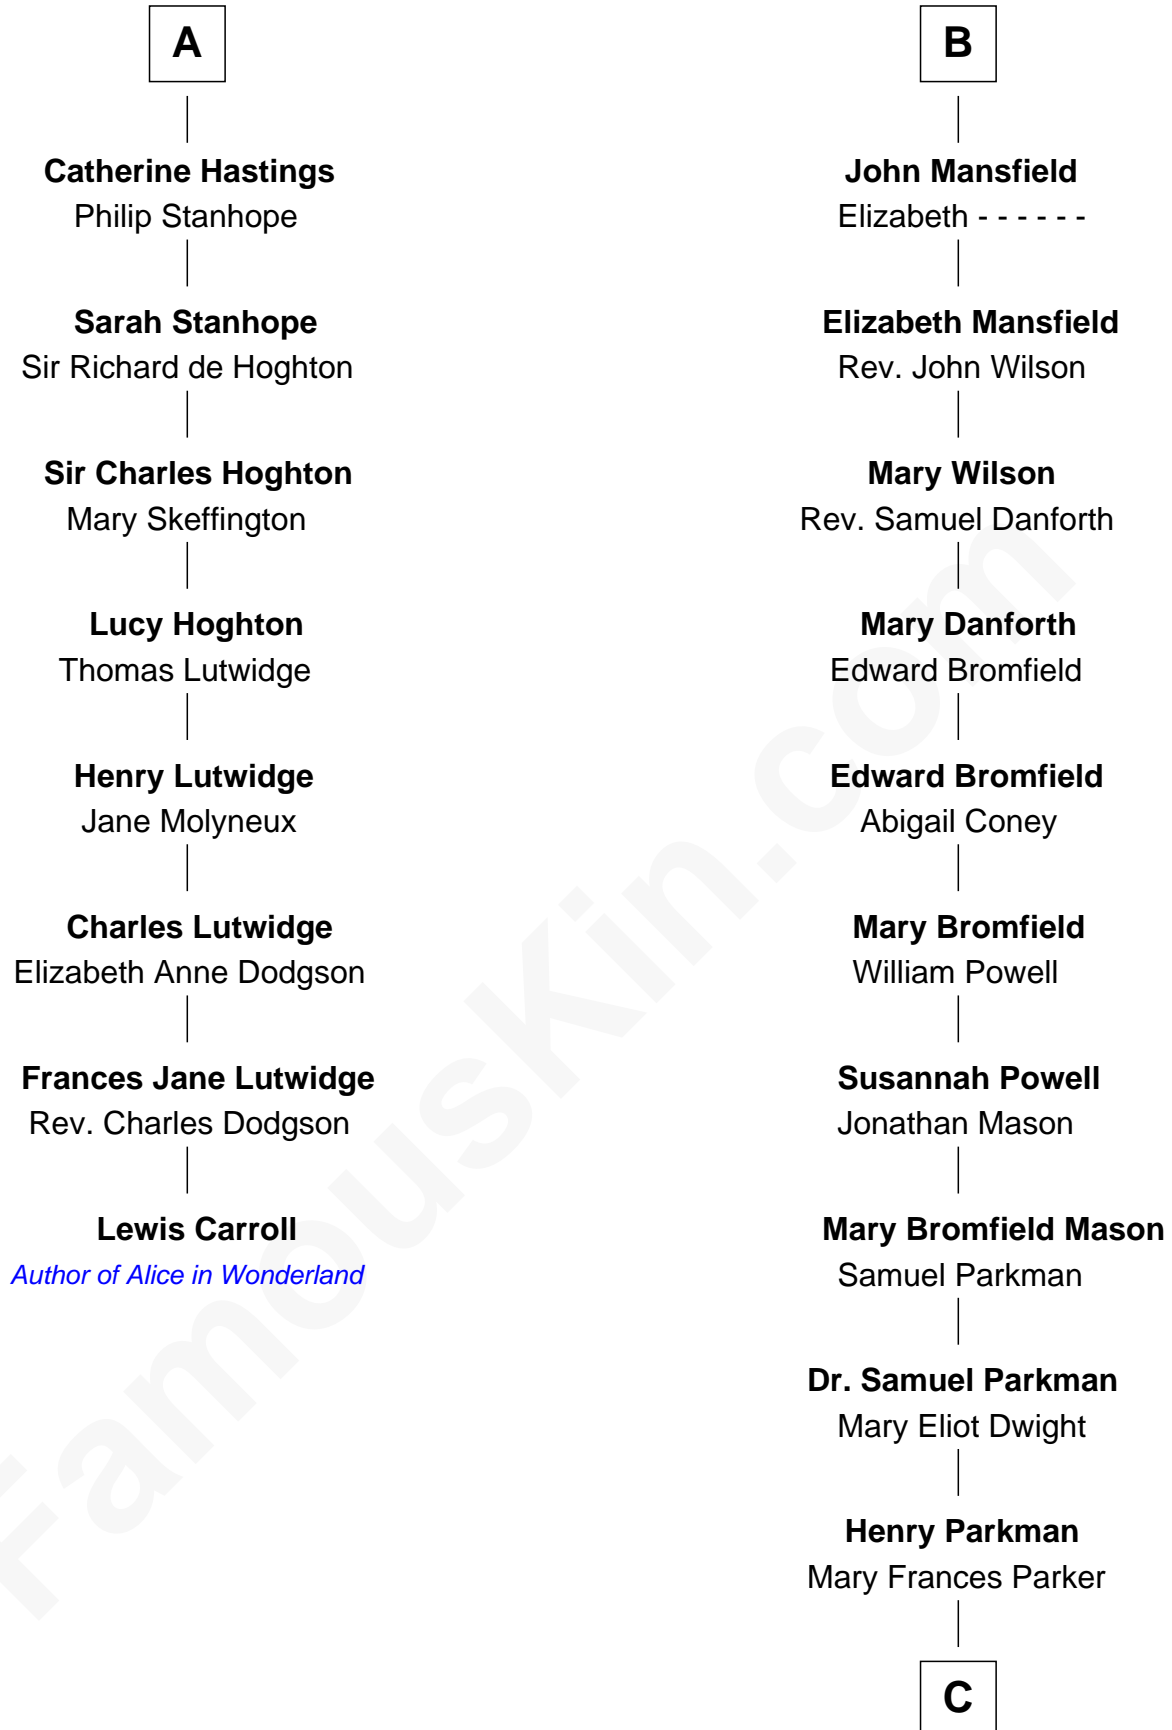 A
Catherine Hastings
Philip Stanhope
Sarah Stanhope
Sir Richard de Hoghton
Sir Charles Hoghton
Mary Skeffington
Lucy Hoghton
Thomas Lutwidge
Henry Lutwidge
Jane Molyneux
Charles Lutwidge
Elizabeth Anne Dodgson
Frances Jane Lutwidge
Rev. Charles Dodgson
Lewis Carroll
Author of Alice in Wonderland
B
John Mansfield
Elizabeth - - - - - -
Elizabeth Mansfield
Rev. John Wilson
Mary Wilson
Rev. Samuel Danforth
Mary Danforth
Edward Bromfield
Edward Bromfield
Abigail Coney
Mary Bromfield
William Powell
Susannah Powell
Jonathan Mason
Mary Bromfield Mason
Samuel Parkman
Dr. Samuel Parkman
Mary Eliot Dwight
Henry Parkman
Mary Frances Parker
C
FamousKin.com